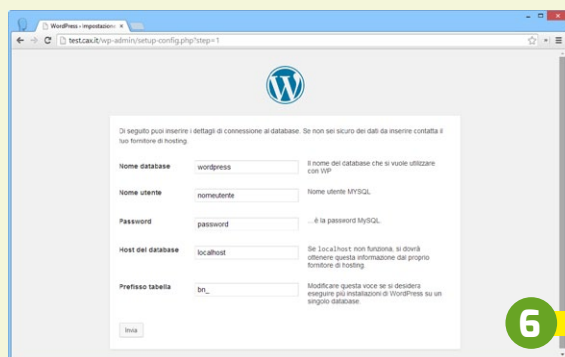 WordPress › Impostazione
test.cax.it/wp-admin/setup-config.php?step=1
Di seguito puoi inserire i dettagli di connessione al database. Se non sei sicuro dei dati da inserire contatta il
tuo fornitore di hosting.
Nome database
wordpress
Il nome del database che si vuole utilizzare
con WP
Nome utente
nomeutente
Nome utente MYSQL
Password
password
...è la password MySQL.
Host del database
localhost
Se localhost non funziona, si dovrà
ottenere questa informazione dal proprio
fornitore di hosting.
Prefisso tabella
bn_
Modificare questa voce se si desidera
eseguire più installazioni di WordPress su un
singolo database.
Invia
6